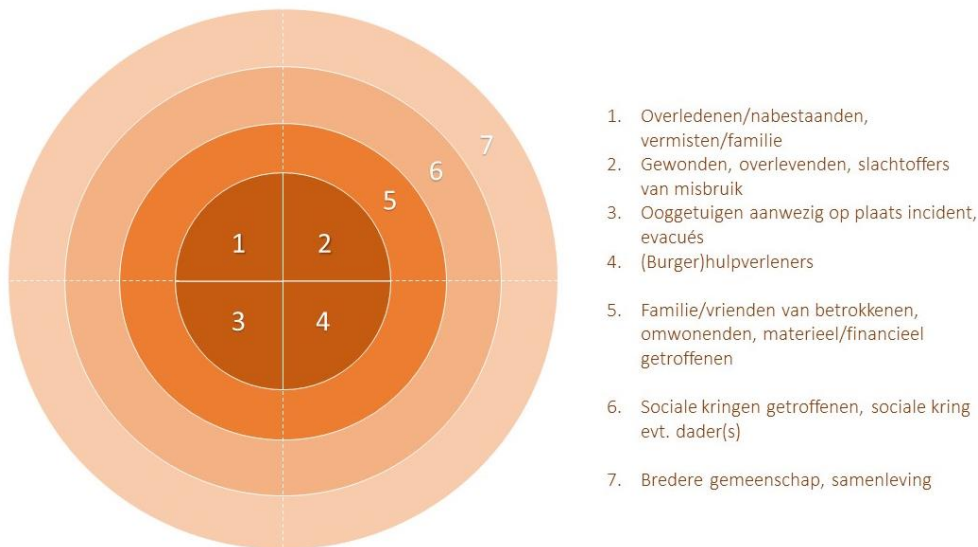 7
6
5
1
2
3
4
1. Overledenen/nabestaanden,
vermisten/familie
2. Gewonden, overlevenden, slachtoffers
van misbruik
3. Ooggetuigen aanwezig op plaats incident,
evacués
4. (Burger)hulpverleners
5. Familie/vrienden van betrokkenen,
omwonenden, materieel/financieel
getroffenen
6. Sociale kringen getroffenen, sociale kring
evt. dader(s)
7. Bredere gemeenschap, samenleving